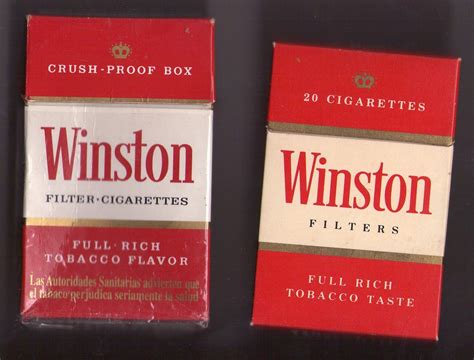 CRUSH-PROOF BOX
Winston
FILTER·CIGARETTES
FULL·RICH
TOBACCO FLAVOR
Las Autoridades Sanitarias advierten que
el tabaco perjudica seriamente la salud
20 CIGARETTES
Winston
FILTERS
FULL RICH
TOBACCO TASTE